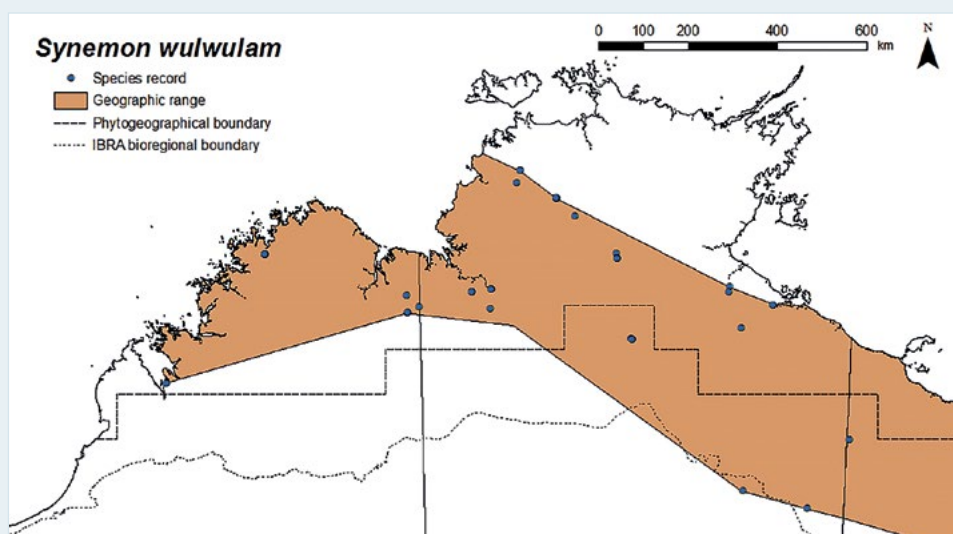 Synemon wulwulam
Species record
Geographic range
Phytogeographical boundary
IBRA bioregional boundary
0 100 200 400 600
km
N